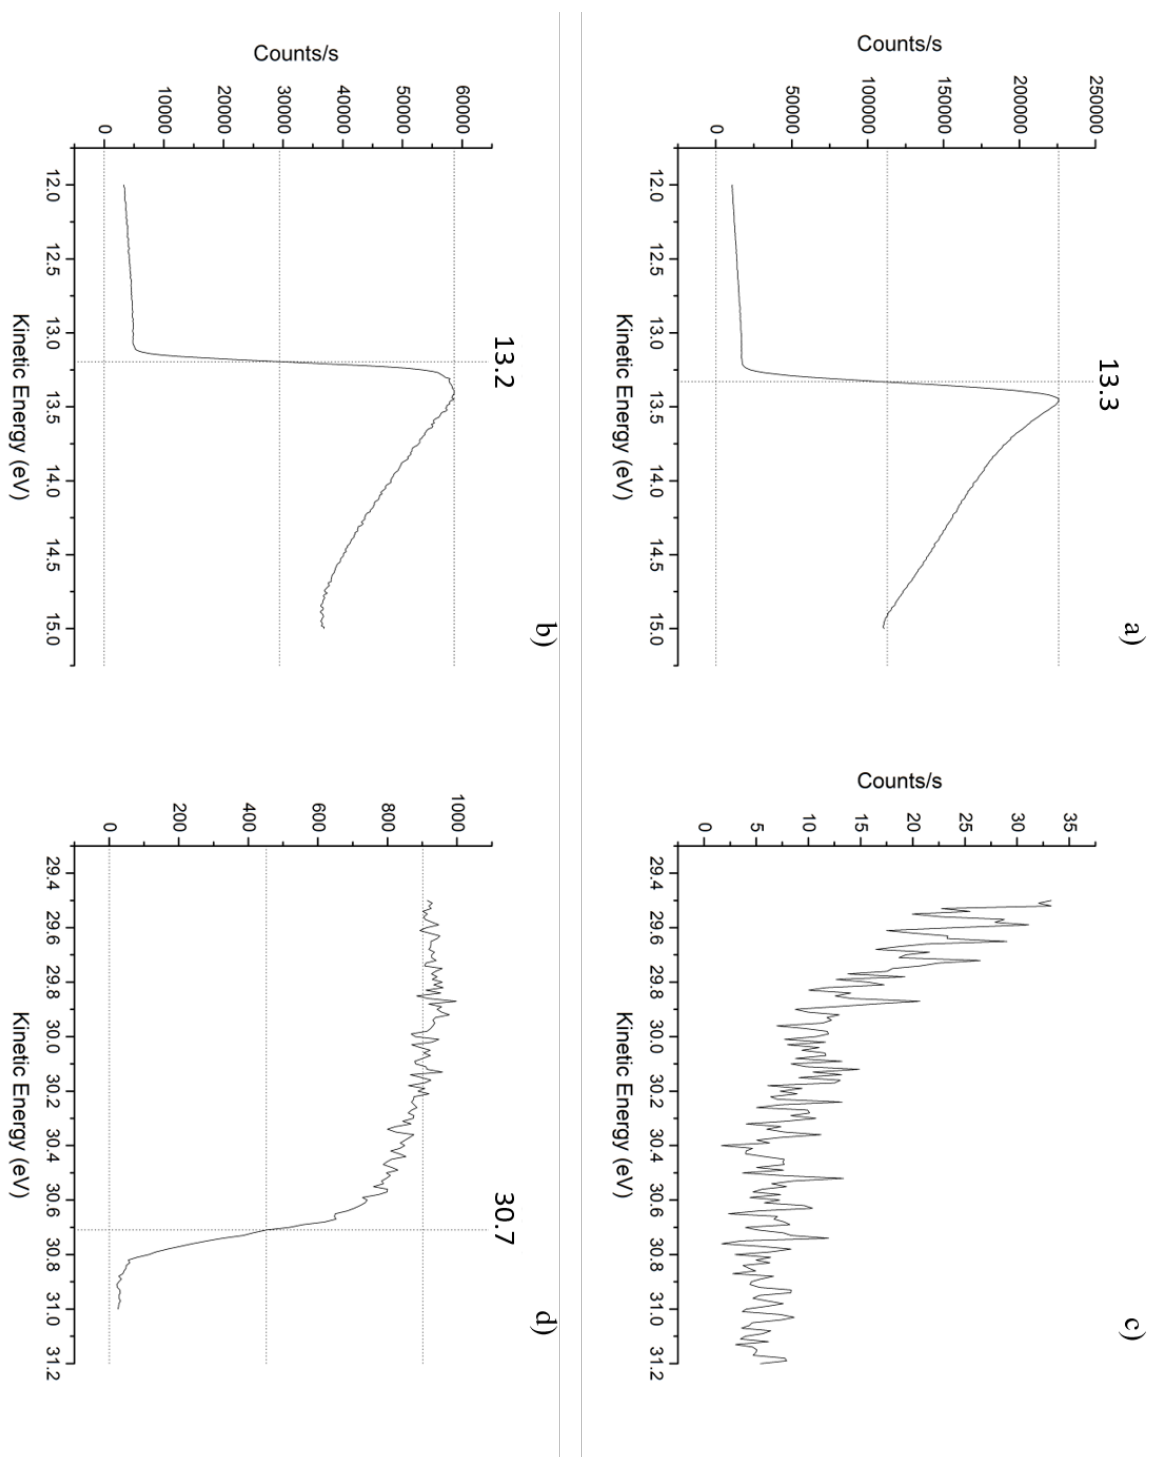 a)
Counts/s
250000
200000
150000
100000
50000
0
13.3
12.0 12.5 13.0 13.5 14.0 14.5 15.0
Kinetic Energy (eV)
c)
Counts/s
35
30
25
20
15
10
5
0
29.4 29.6 29.8 30.0 30.2 30.4 30.6 30.8 31.0 31.2
Kinetic Energy (eV)
b)
Counts/s
60000
50000
40000
30000
20000
10000
0
13.2
12.0 12.5 13.0 13.5 14.0 14.5 15.0
Kinetic Energy (eV)
d)
1000
800
600
400
200
0
30.7
29.4 29.6 29.8 30.0 30.2 30.4 30.6 30.8 31.0 31.2
Kinetic Energy (eV)